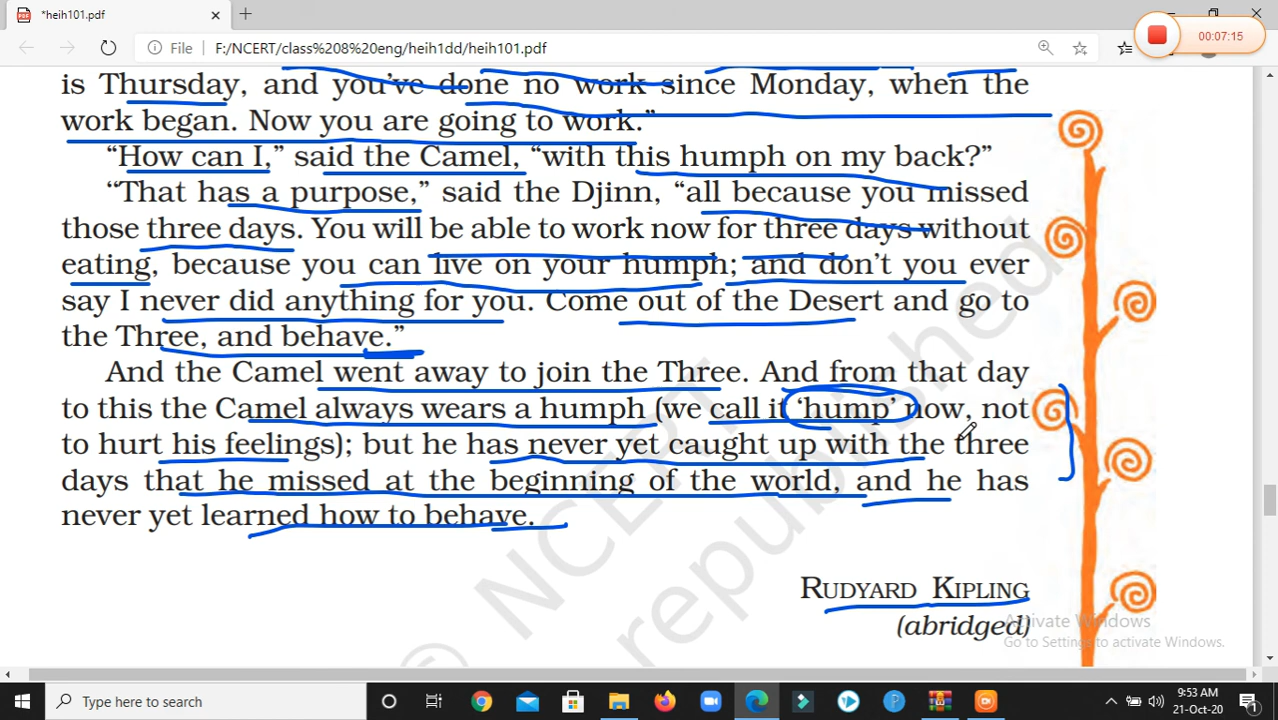 *heih101.pdf
00:07:15
File F:/NCERT/class%208%20eng/heih1dd/heih101.pdf
is Thursday, and you've done no work since Monday, when the
work began. Now you are going to work."
"How can I," said the Camel, "with this humph on my back?"
"That has a purpose," said the Djinn, "all because you missed
those three days. You will be able to work now for three days without
eating, because you can live on your humph; and don't you ever
say I never did anything for you. Come out of the Desert and go to
the Three, and behave."
And the Camel went away to join the Three. And from that day
to this the Camel always wears a humph (we call it 'hump' now, not
to hurt his feelings); but he has never yet caught up with the three
days that he missed at the beginning of the world, and he has
never yet learned how to behave.
RUDYARD KIPLING
(abridged)
© NCERT
republished
Activate Windows
Go to Settings to activate Windows.
Type here to search
9:53 AM
21-Oct-20
1